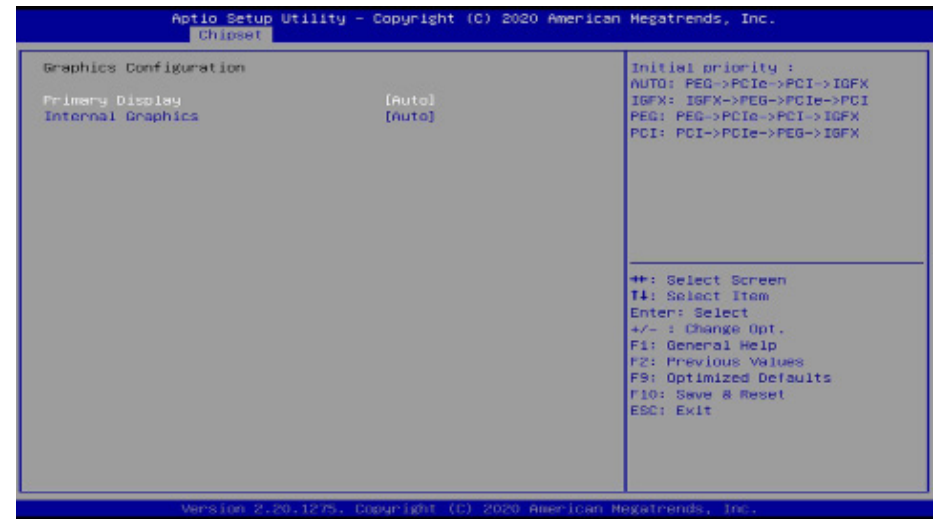 Aptio Setup Utility - Copyright (C) 2020 American Megatrends, Inc.
Chipset
Graphics Configuration
Primary Display [Auto]
Internal Graphics [Auto]
Initial priority :
AUTO: PEG->PCIe->PCI->IGFX
IGFX: IGFX->PEG->PCIe->PCI
PEG: PEG->PCIe->PCI->IGFX
PCI: PCI->PCIe->PEG->IGFX
→←: Select Screen
↑↓: Select Item
Enter: Select
+/- : Change Opt.
F1: General Help
F2: Previous Values
F9: Optimized Defaults
F10: Save & Reset
ESC: Exit
Version 2.20.1275. Copyright (C) 2020 American Megatrends, Inc.